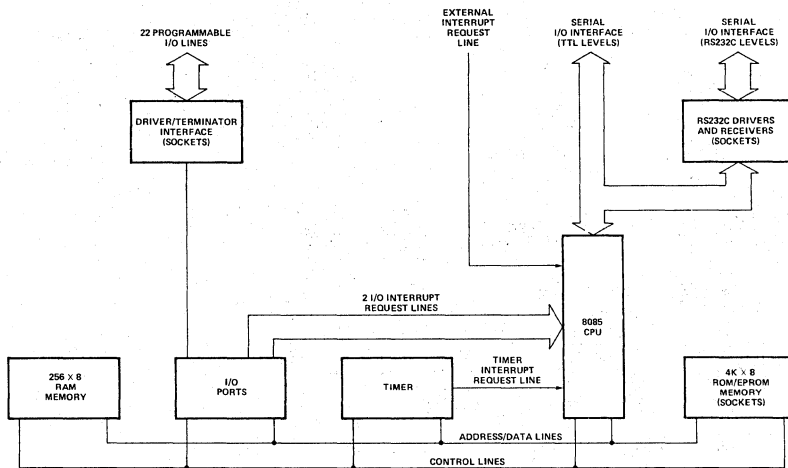 22 PROGRAMMABLE
I/O LINES
EXTERNAL
INTERRUPT
REQUEST
LINE
SERIAL
I/O INTERFACE
(TTL LEVELS)
SERIAL
I/O INTERFACE
(RS232C LEVELS)
DRIVER/TERMINATOR
INTERFACE
(SOCKETS)
RS232C DRIVERS
AND RECEIVERS
(SOCKETS)
2 I/O INTERRUPT
REQUEST LINES
8085
CPU
256 X 8
RAM
MEMORY
I/O
PORTS
TIMER
TIMER
INTERRUPT
REQUEST LINE
4K X 8
ROM/EPROM
MEMORY
(SOCKETS)
ADDRESS/DATA LINES
CONTROL LINES